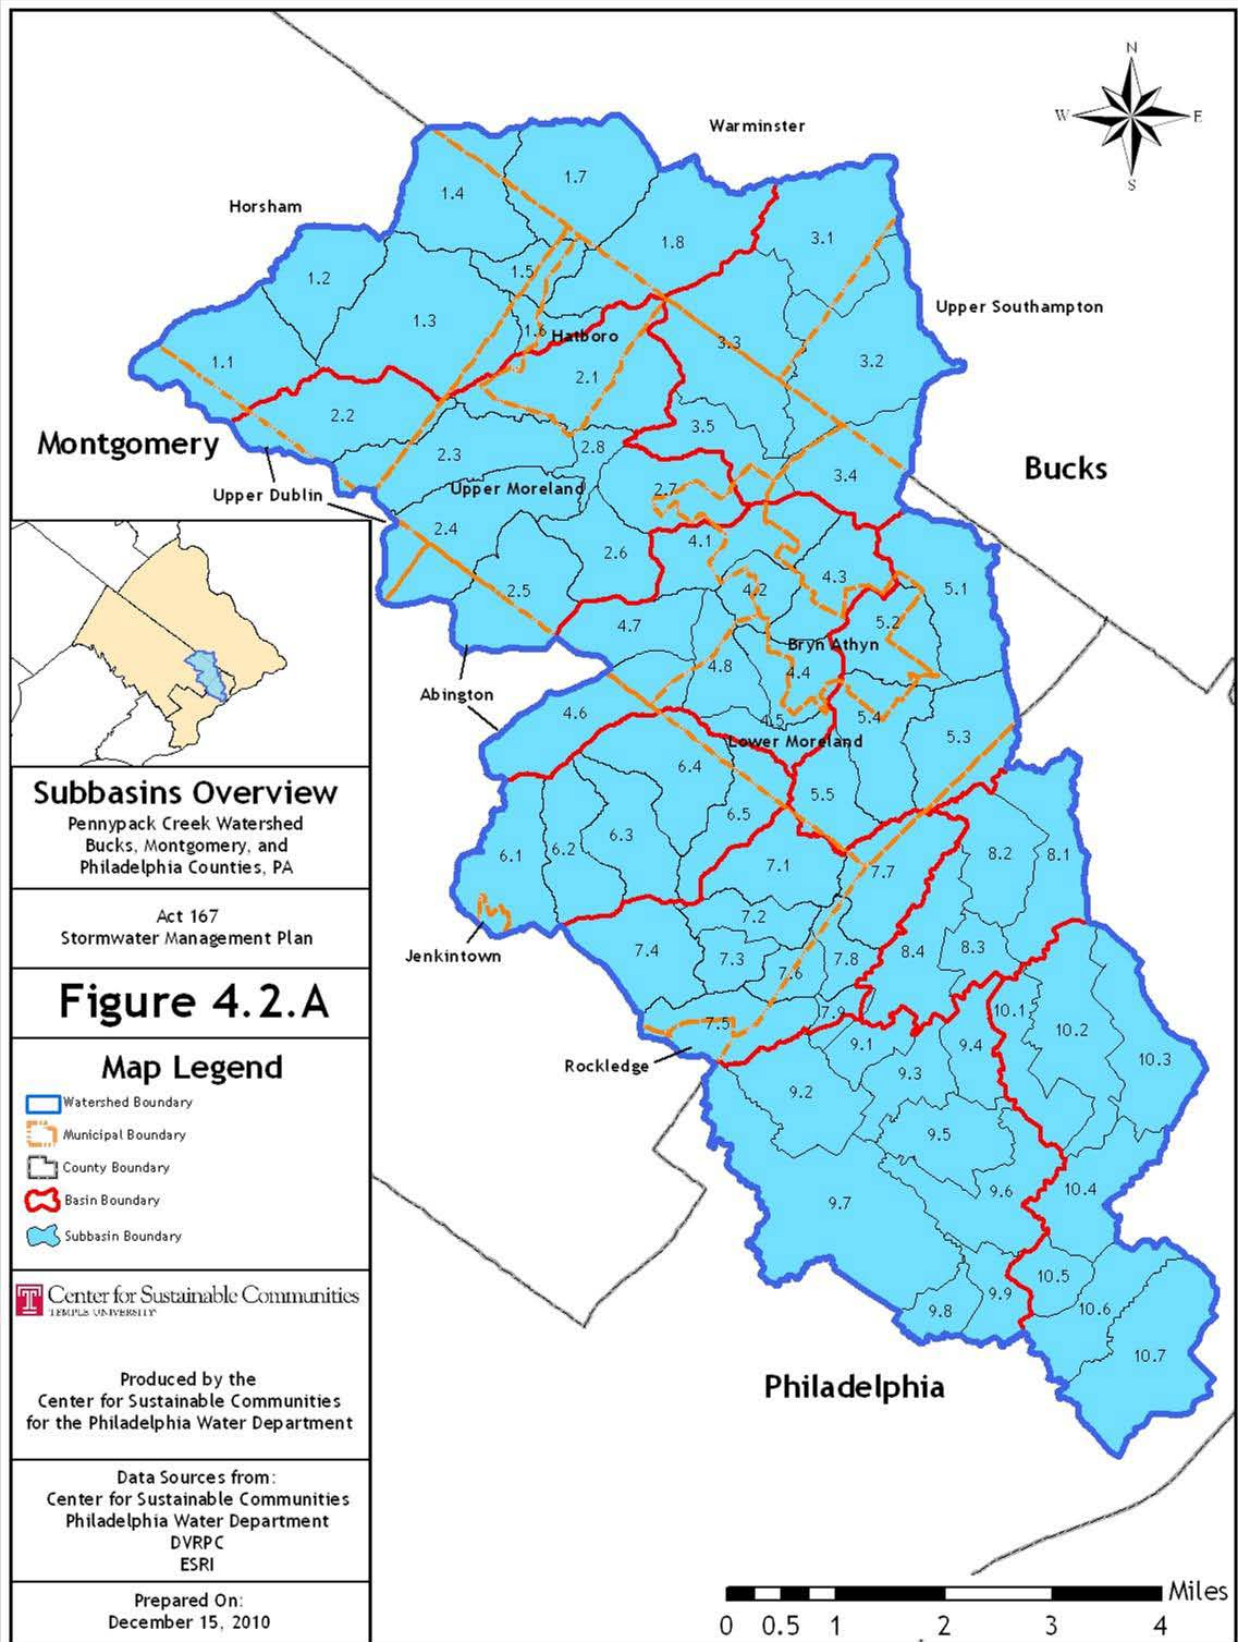 N
W E
S
Warminster
Horsham
1.7
1.4
1.8
3.1
1.2
1.5
Upper Southampton
1.3
1.6
Hatboro
3.3
3.2
1.1
2.1
2.2
3.5
Montgomery
2.3
2.8
Bucks
3.4
Upper Dublin
Upper Moreland
2.7
2.4
4.1
2.6
4.3
2.5
4.2
5.1
4.7
5.2
Bryn Athyn
4.8
4.4
Abington
4.6
4.5
5.4
Lower Moreland
5.3
6.4
5.5
6.5
6.3
6.1
6.2
8.2
8.1
7.1
7.7
7.2
7.4
8.4
8.3
Jenkintown
7.3
7.8
7.6
7.5
7.9
10.1
10.2
9.1
9.4
10.3
Rockledge
9.3
9.2
9.5
9.6
10.4
9.7
10.5
9.9
9.8
10.6
10.7
Philadelphia
Subbasins Overview
Pennypack Creek Watershed
Bucks, Montgomery, and
Philadelphia Counties, PA
Act 167
Stormwater Management Plan
Figure 4.2.A
Map Legend
Watershed Boundary
Municipal Boundary
County Boundary
Basin Boundary
Subbasin Boundary
Center for Sustainable Communities
TEMPLE UNIVERSITY
Produced by the
Center for Sustainable Communities
for the Philadelphia Water Department
Data Sources from:
Center for Sustainable Communities
Philadelphia Water Department
DVRPC
ESRI
Prepared On:
December 15, 2010
Miles
0 0.5 1 2 3 4